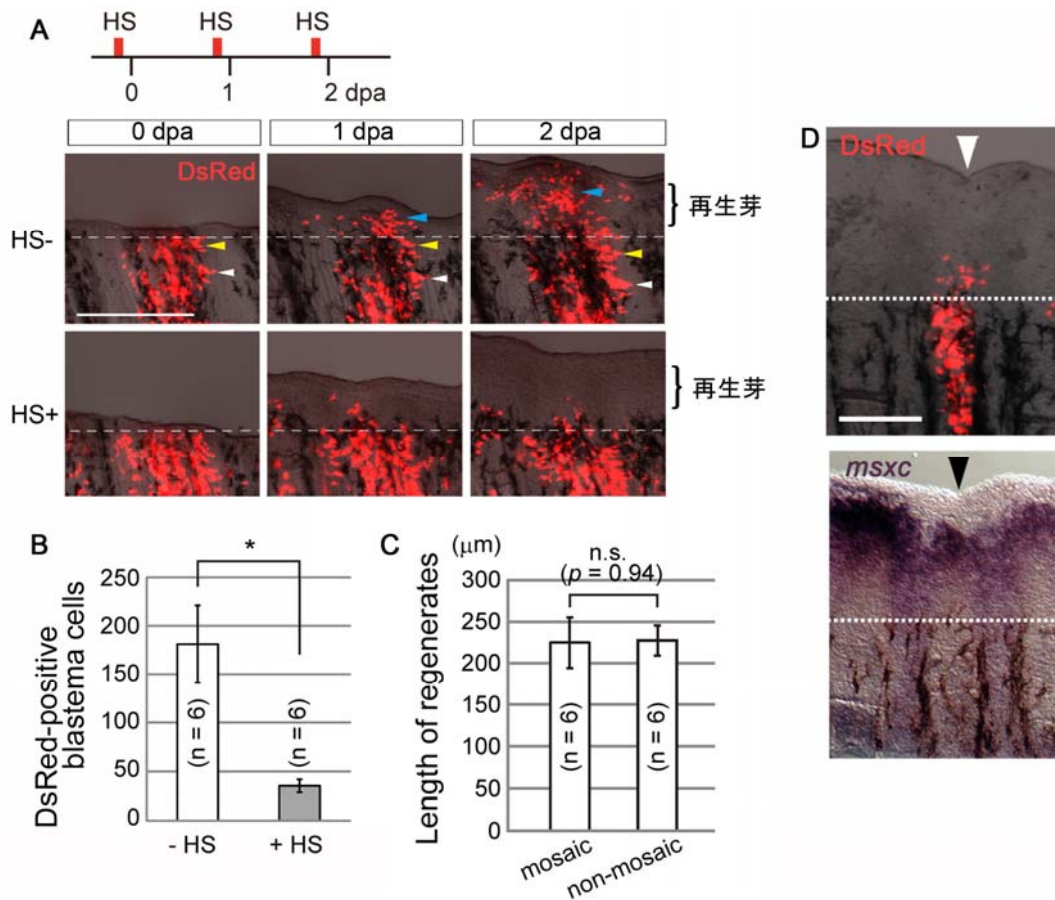 A
HS HS HS
0 1 2 dpa
0 dpa 1 dpa 2 dpa
DsRed
HS-
再生芽
HS+
再生芽
B
*
DsRed-positive
blastema cells
250
200
150
100
50
0
(n = 6)
(n = 6)
- HS + HS
C
(μm)
n.s.
(p = 0.94)
Length of regenerates
300
250
200
150
100
50
0
(n = 6)
(n = 6)
mosaic
non-mosaic
D
DsRed
msxc